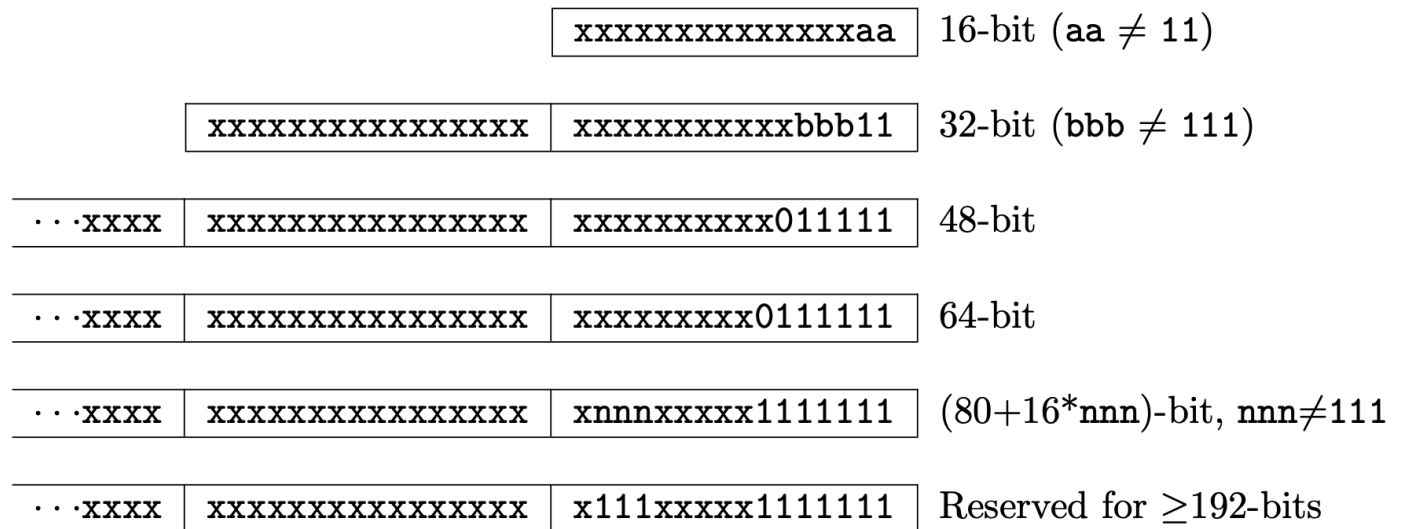 xxxxxxxxxxxxxxaa 16-bit (aa ≠ 11)
xxxxxxxxxxxxxxxx xxxxxxxxxxxbbb11 32-bit (bbb ≠ 111)
···xxxx xxxxxxxxxxxxxxxx xxxxxxxxxx011111 48-bit
···xxxx xxxxxxxxxxxxxxxx xxxxxxxxx0111111 64-bit
···xxxx xxxxxxxxxxxxxxxx xnnnxxxxx1111111 (80+16*nnn)-bit, nnn≠111
···xxxx xxxxxxxxxxxxxxxx x111xxxxx1111111 Reserved for ≥192-bits